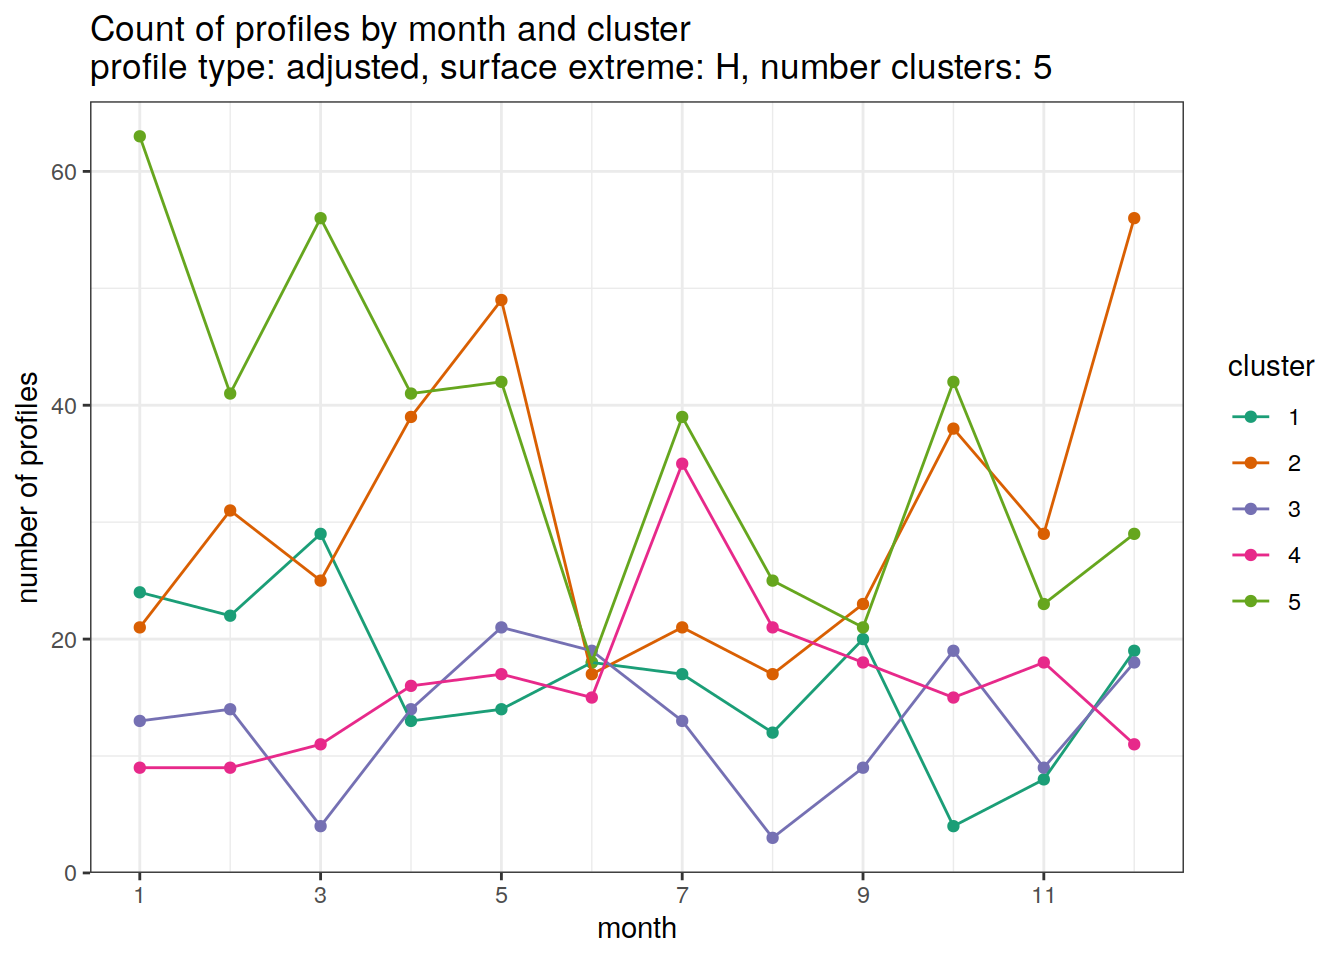 Count of profiles by month and cluster
profile type: adjusted, surface extreme: H, number clusters: 5
number of profiles
60
40
20
0
1 3 5 7 9 11
month
cluster
1
2
3
4
5